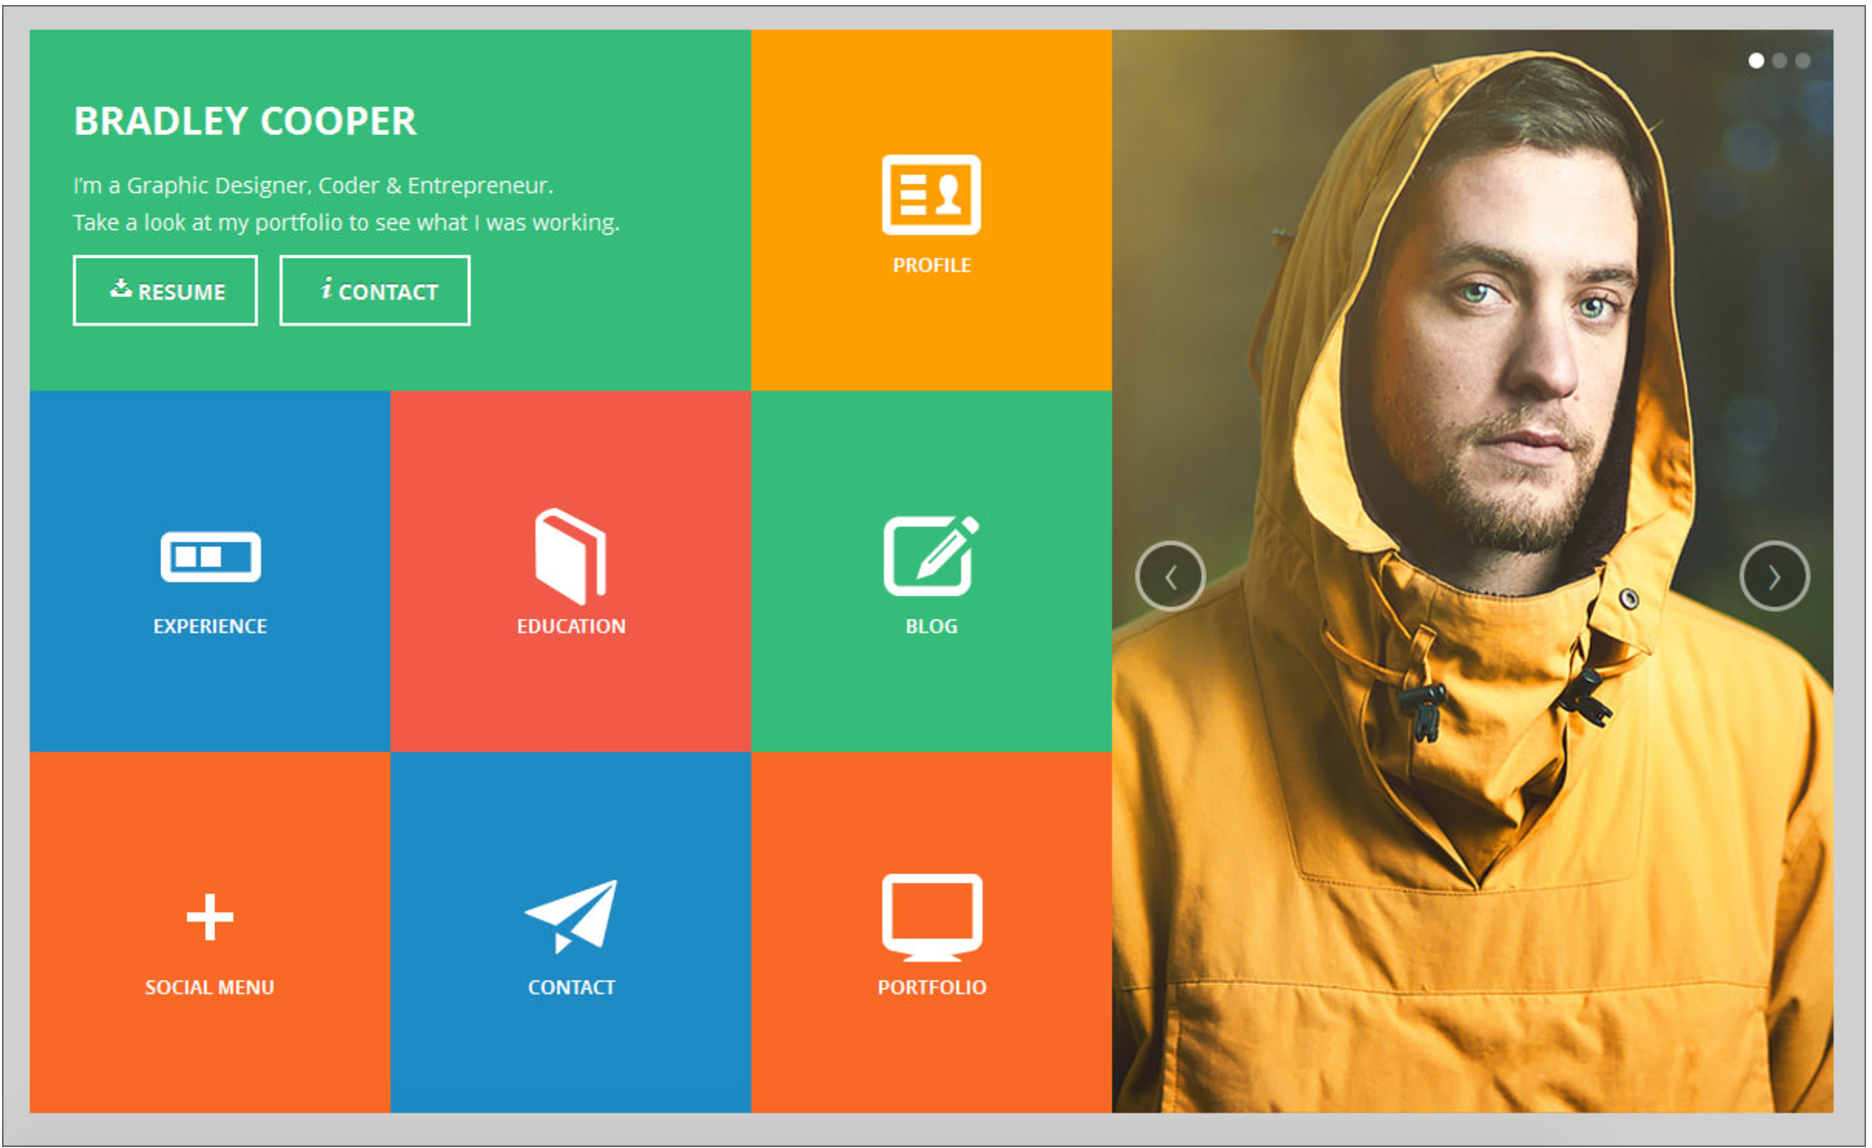 BRADLEY COOPER
I'm a Graphic Designer, Coder & Entrepreneur.
Take a look at my portfolio to see what I was working.
RESUME
i CONTACT
PROFILE
EXPERIENCE
EDUCATION
BLOG
SOCIAL MENU
CONTACT
PORTFOLIO